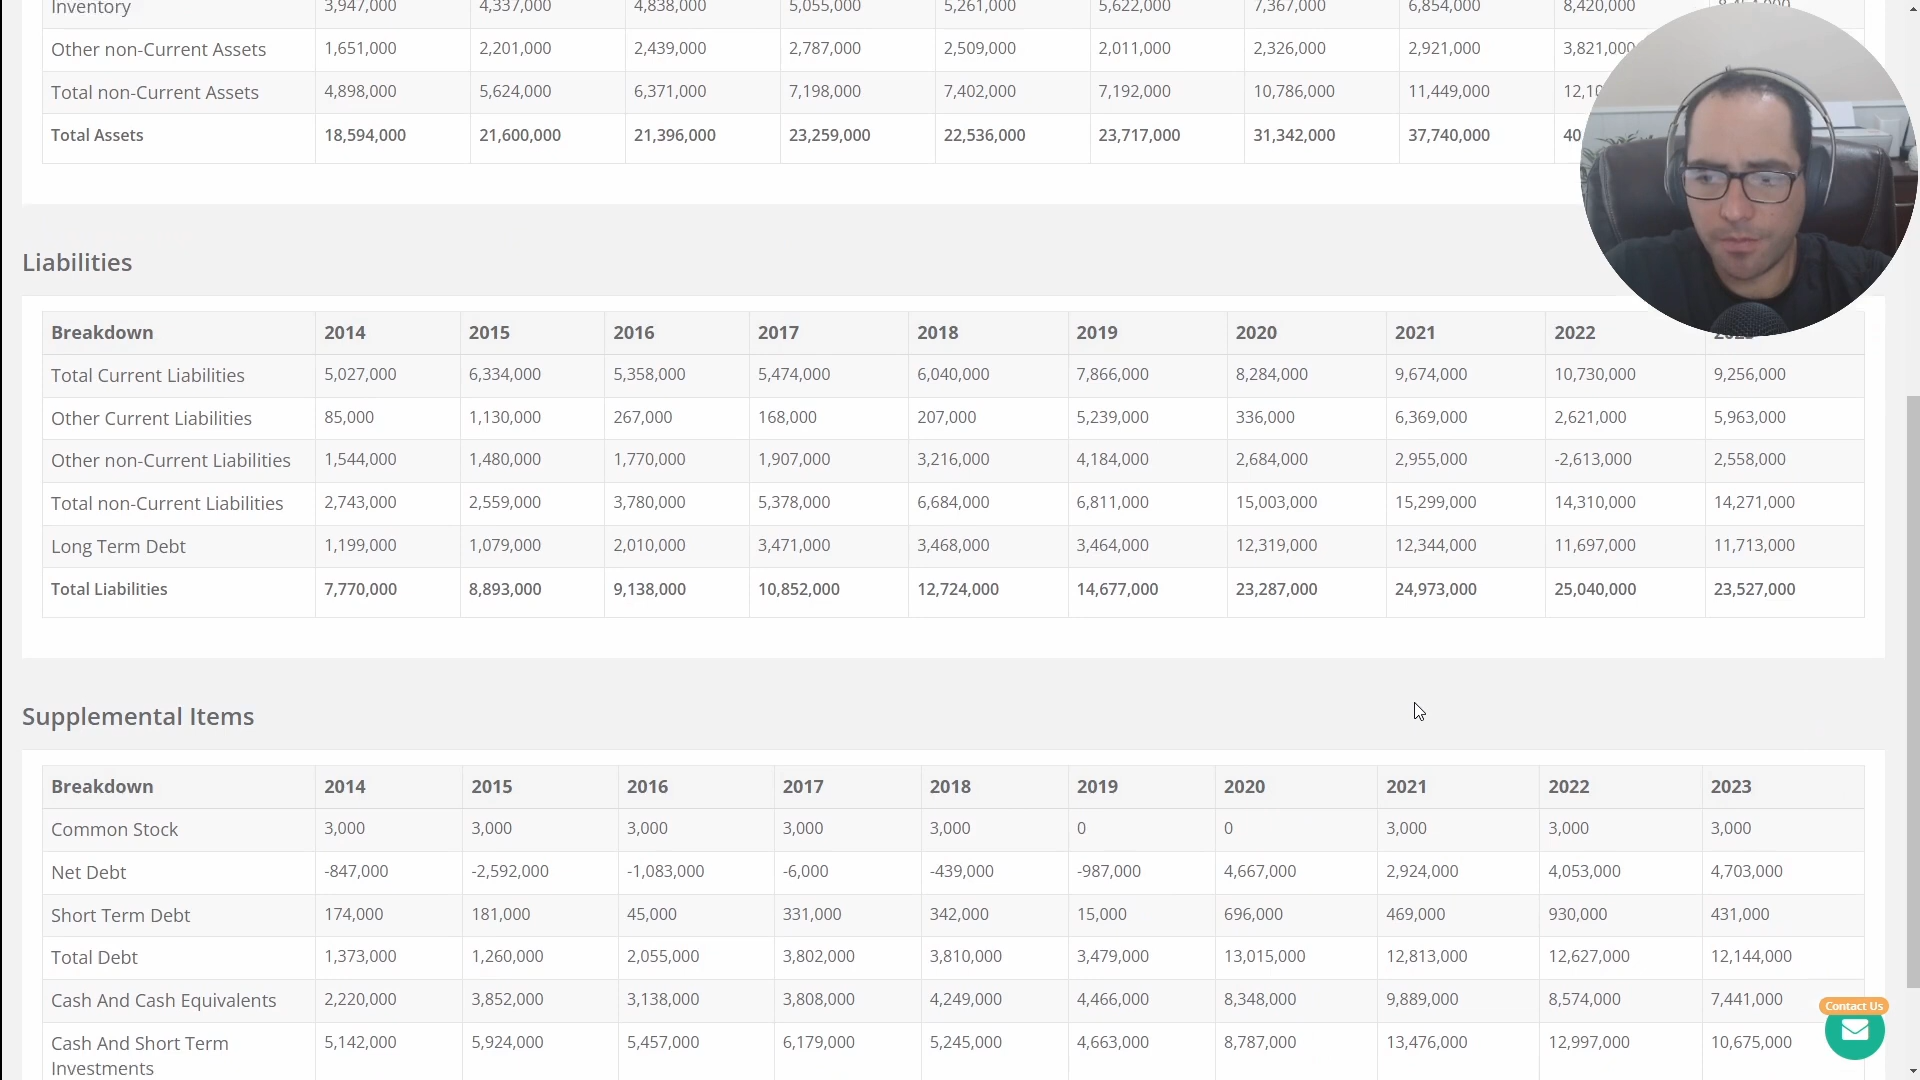 Inventory 3,947,000 4,337,000 4,838,000 5,055,000 5,261,000 5,622,000 7,367,000 6,854,000 8,420,000
Other non-Current Assets 1,651,000 2,201,000 2,439,000 2,787,000 2,509,000 2,011,000 2,326,000 2,921,000 3,821,000
Total non-Current Assets 4,898,000 5,624,000 6,371,000 7,198,000 7,402,000 7,192,000 10,786,000 11,449,000 12,10
Total Assets 18,594,000 21,600,000 21,396,000 23,259,000 22,536,000 23,717,000 31,342,000 37,740,000 40
Liabilities
Breakdown 2014 2015 2016 2017 2018 2019 2020 2021 2022
Total Current Liabilities 5,027,000 6,334,000 5,358,000 5,474,000 6,040,000 7,866,000 8,284,000 9,674,000 10,730,000 9,256,000
Other Current Liabilities 85,000 1,130,000 267,000 168,000 207,000 5,239,000 336,000 6,369,000 2,621,000 5,963,000
Other non-Current Liabilities 1,544,000 1,480,000 1,770,000 1,907,000 3,216,000 4,184,000 2,684,000 2,955,000 -2,613,000 2,558,000
Total non-Current Liabilities 2,743,000 2,559,000 3,780,000 5,378,000 6,684,000 6,811,000 15,003,000 15,299,000 14,310,000 14,271,000
Long Term Debt 1,199,000 1,079,000 2,010,000 3,471,000 3,468,000 3,464,000 12,319,000 12,344,000 11,697,000 11,713,000
Total Liabilities 7,770,000 8,893,000 9,138,000 10,852,000 12,724,000 14,677,000 23,287,000 24,973,000 25,040,000 23,527,000
Supplemental Items
Breakdown 2014 2015 2016 2017 2018 2019 2020 2021 2022 2023
Common Stock 3,000 3,000 3,000 3,000 3,000 0 0 3,000 3,000 3,000
Net Debt -847,000 -2,592,000 -1,083,000 -6,000 -439,000 -987,000 4,667,000 2,924,000 4,053,000 4,703,000
Short Term Debt 174,000 181,000 45,000 331,000 342,000 15,000 696,000 469,000 930,000 431,000
Total Debt 1,373,000 1,260,000 2,055,000 3,802,000 3,810,000 3,479,000 13,015,000 12,813,000 12,627,000 12,144,000
Cash And Cash Equivalents 2,220,000 3,852,000 3,138,000 3,808,000 4,249,000 4,466,000 8,348,000 9,889,000 8,574,000 7,441,000
Contact Us
Cash And Short Term 5,142,000 5,924,000 5,457,000 6,179,000 5,245,000 4,663,000 8,787,000 13,476,000 12,997,000 10,675,000
Investments